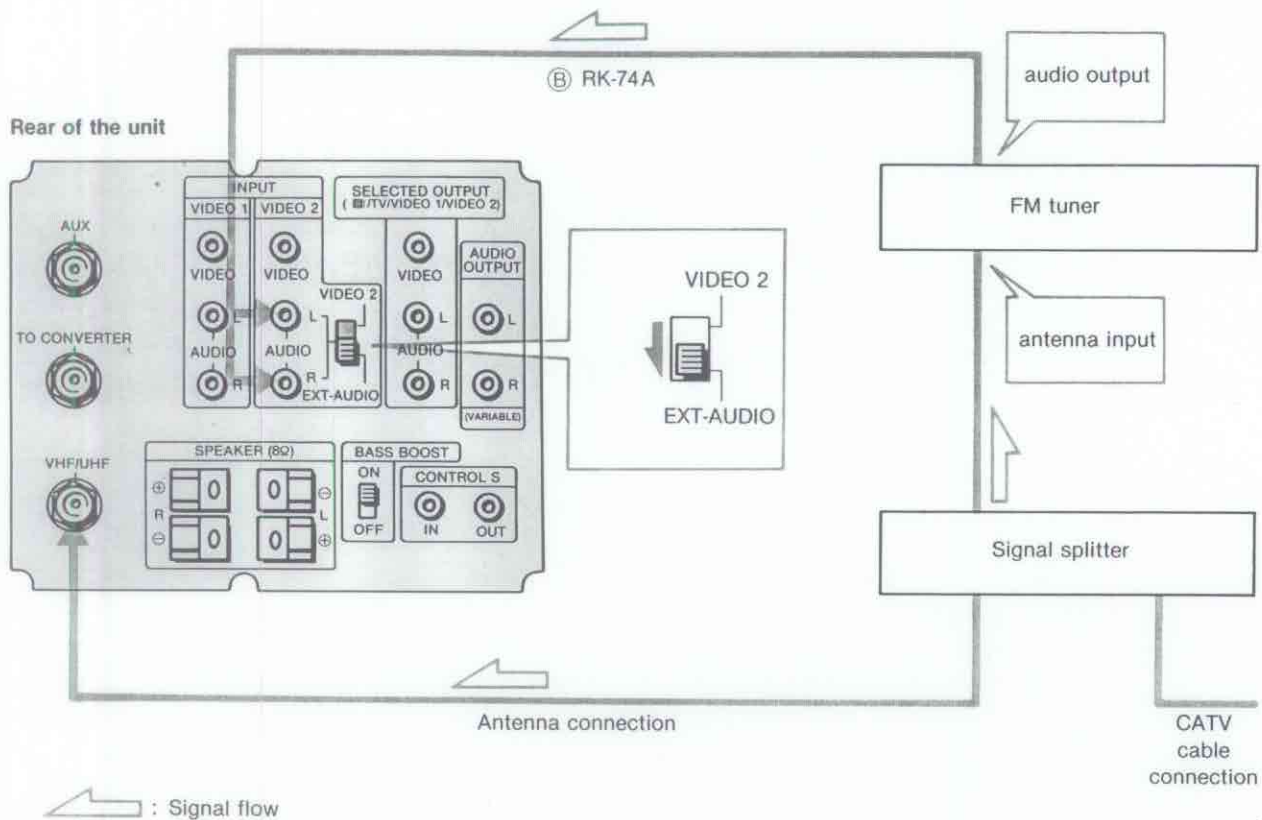 Ⓑ RK-74A
audio output
Rear of the unit
FM tuner
antenna input
INPUT
VIDEO 1 VIDEO 2
SELECTED OUTPUT
( /TV/VIDEO 1/VIDEO 2)
AUX
VIDEO VIDEO VIDEO
AUDIO
OUTPUT
VIDEO 2
L L L L
TO CONVERTER
AUDIO AUDIO AUDIO
R R R R
EXT-AUDIO
(VARIABLE)
VIDEO 2
EXT-AUDIO
VHF/UHF
SPEAKER (8Ω)
⊕ ⊖
R L
⊖ ⊕
BASS BOOST
ON
OFF
CONTROL S
IN OUT
Signal splitter
Antenna connection
CATV
cable
connection
: Signal flow